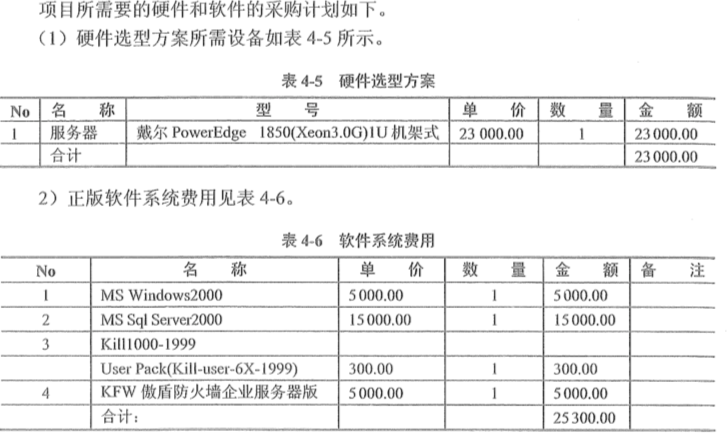 项目所需要的硬件和软件的采购计划如下。
（1）硬件选型方案所需设备如表 4-5 所示。
表 4-5 硬件选型方案
No 名 称 型 号 单 价 数 量 金 额
1 服务器 戴尔 PowerEdge 1850(Xeon3.0G)1U 机架式 23 000.00 1 23 000.00
合计 23 000.00
2）正版软件系统费用见表 4-6。
表 4-6 软件系统费用
No 名 称 单 价 数 量 金 额 备 注
1 MS Windows2000 5 000.00 1 5 000.00
2 MS Sql Server2000 15 000.00 1 15 000.00
3 Kill1000-1999
User Pack(Kill-user-6X-1999) 300.00 1 300.00
4 KFW 傲盾防火墙企业服务器版 5 000.00 1 5 000.00
合计： 25 300.00